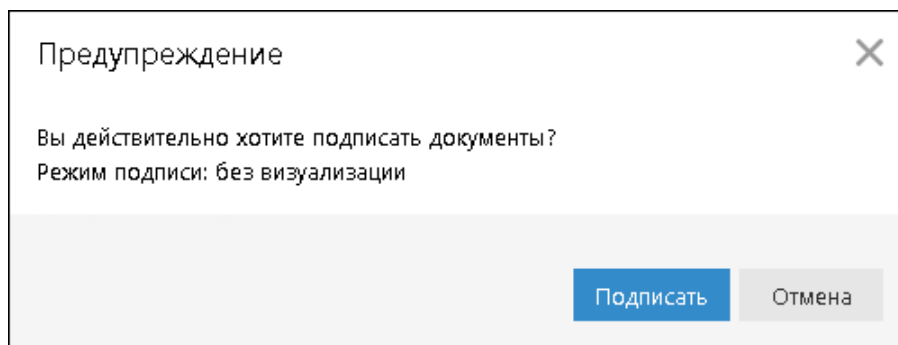 Предупреждение
Вы действительно хотите подписать документы?
Режим подписи: без визуализации
Подписать
Отмена